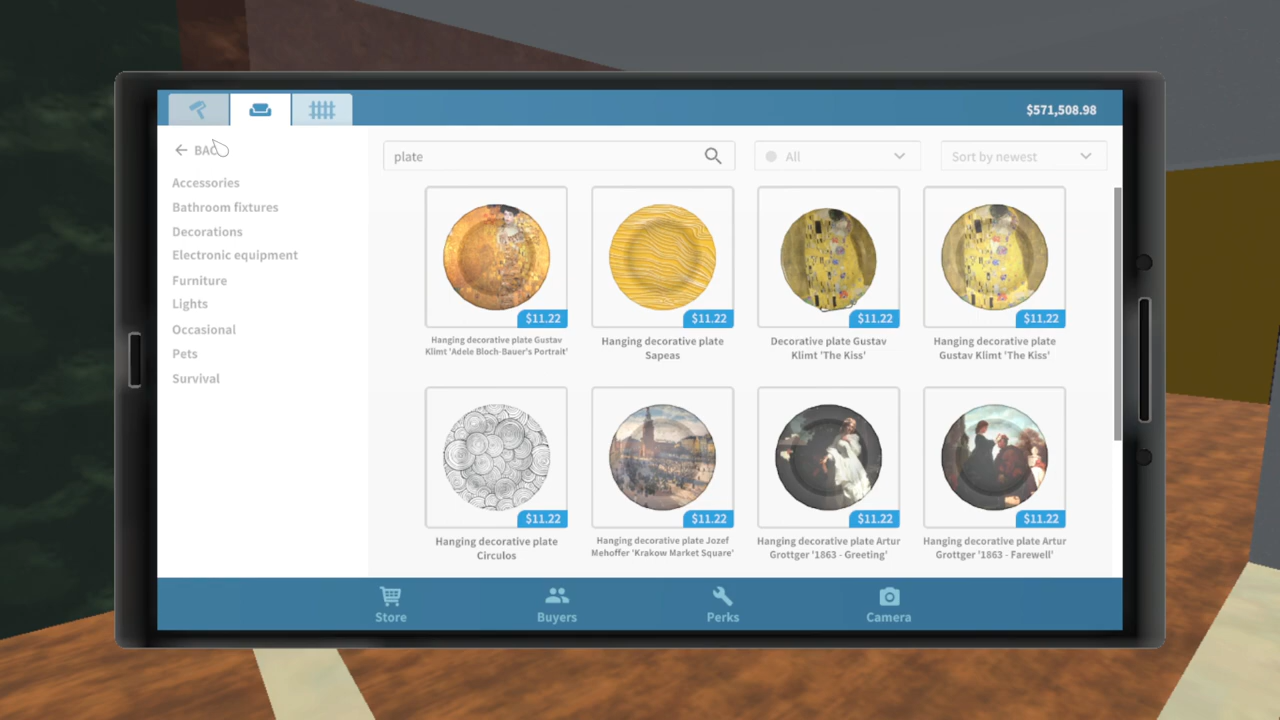 $571,508.98
BAC
Accessories
Bathroom fixtures
Decorations
Electronic equipment
Furniture
Lights
Occasional
Pets
Survival
plate
All
Sort by newest
$11.22
$11.22
$11.22
$11.22
Hanging decorative plate Gustav
Klimt 'Adele Bloch-Bauer's Portrait'
Hanging decorative plate
Sapeas
Decorative plate Gustav
Klimt 'The Kiss'
Hanging decorative plate
Gustav Klimt 'The Kiss'
$11.22
$11.22
$11.22
$11.22
Hanging decorative plate
Circulos
Hanging decorative plate Jozef
Mehoffer 'Krakow Market Square'
Hanging decorative plate Artur
Grottger '1863 - Greeting'
Hanging decorative plate Artur
Grottger '1863 - Farewell'
Store
Buyers
Perks
Camera